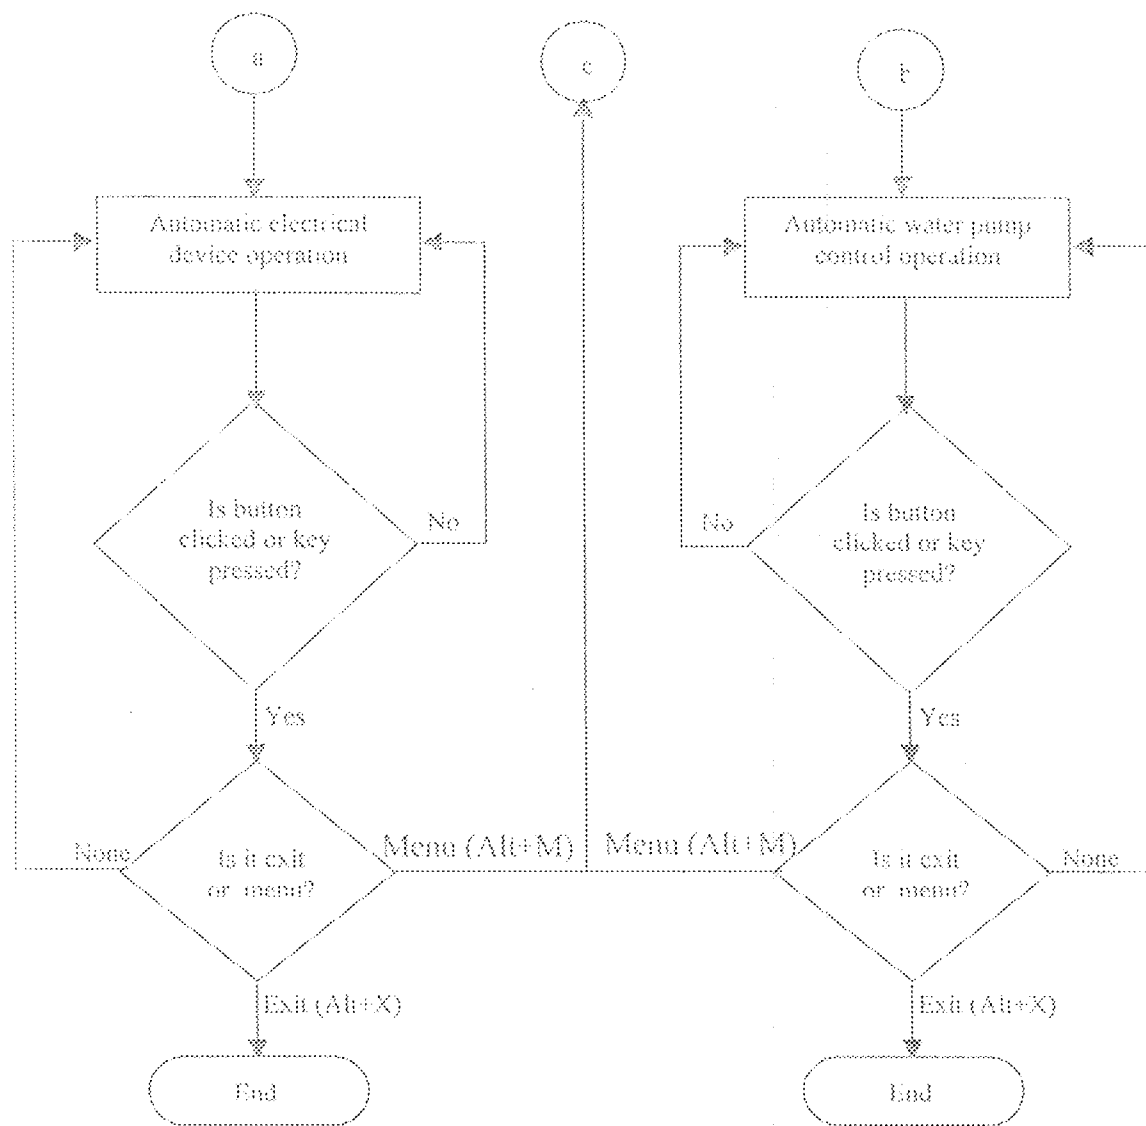 a
c
b
Automatic electrical
device operation
Automatic water pump
control operation
Is button
clicked or key
pressed?
No
No
Is button
clicked or key
pressed?
Yes
Yes
None
Is it exit
or menu?
Menu (Alt+M)
Menu (Alt+M)
Is it exit
or menu?
None
Exit (Alt+X)
Exit (Alt+X)
End
End